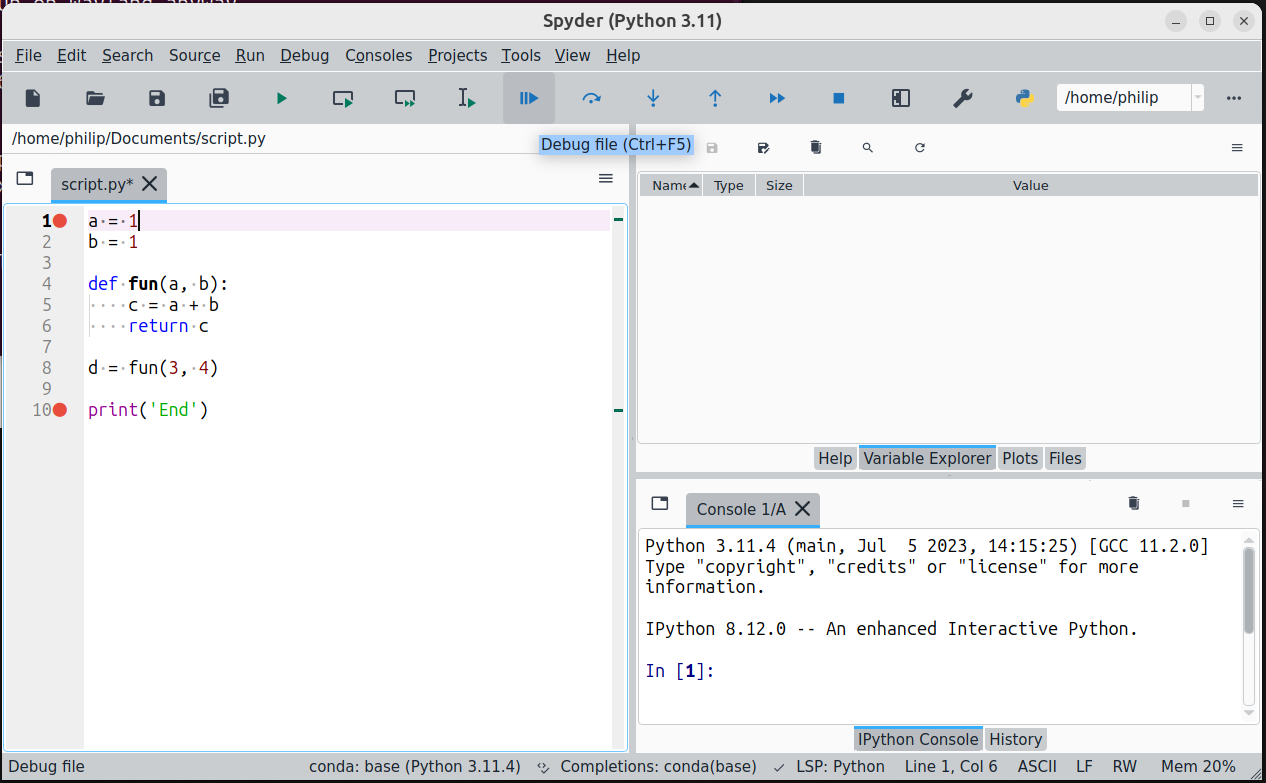 Spyder (Python 3.11)
File Edit Search Source Run Debug Consoles Projects Tools View Help
/home/philip
/home/philip/Documents/script.py
Debug file (Ctrl+F5)
script.py*
1 a = 1
2 b = 1
3
4 def fun(a, b):
5 c = a + b
6 return c
7
8 d = fun(3, 4)
9
10 print('End')
Name Type Size Value
Help Variable Explorer Plots Files
Console 1/A
Python 3.11.4 (main, Jul 5 2023, 14:15:25) [GCC 11.2.0]
Type "copyright", "credits" or "license" for more
information.
IPython 8.12.0 -- An enhanced Interactive Python.
In [1]:
IPython Console History
Debug file conda: base (Python 3.11.4) Completions: conda(base) LSP: Python Line 1, Col 6 ASCII LF RW Mem 20%